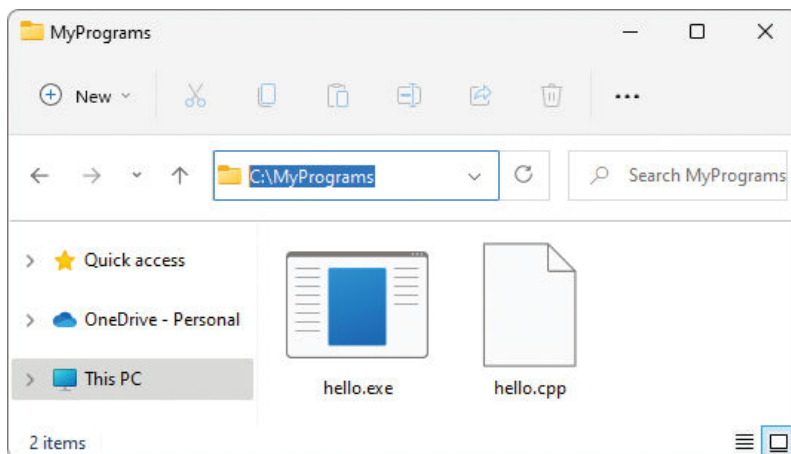 MyPrograms
New
C:\MyPrograms
Search MyPrograms
Quick access
OneDrive - Personal
This PC
hello.exe
hello.cpp
2 items